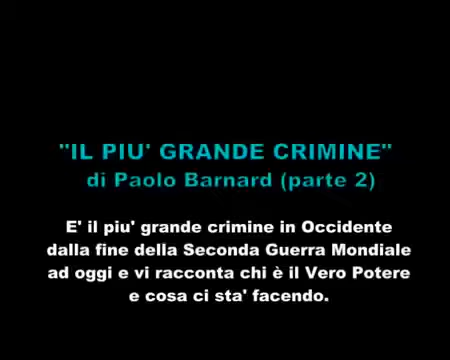 "IL PIU' GRANDE CRIMINE"
di Paolo Barnard (parte 2)
E' il piu' grande crimine in Occidente
dalla fine della Seconda Guerra Mondiale
ad oggi e vi racconta chi è il Vero Potere
e cosa ci sta' facendo.